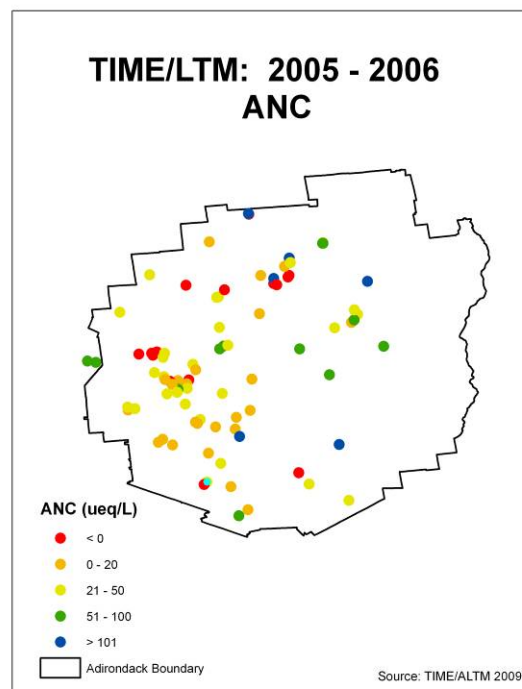 TIME/LTM: 2005 - 2006
ANC
ANC (ueq/L)
< 0
0 - 20
21 - 50
51 - 100
> 101
Adirondack Boundary
Source: TIME/ALTM 2009